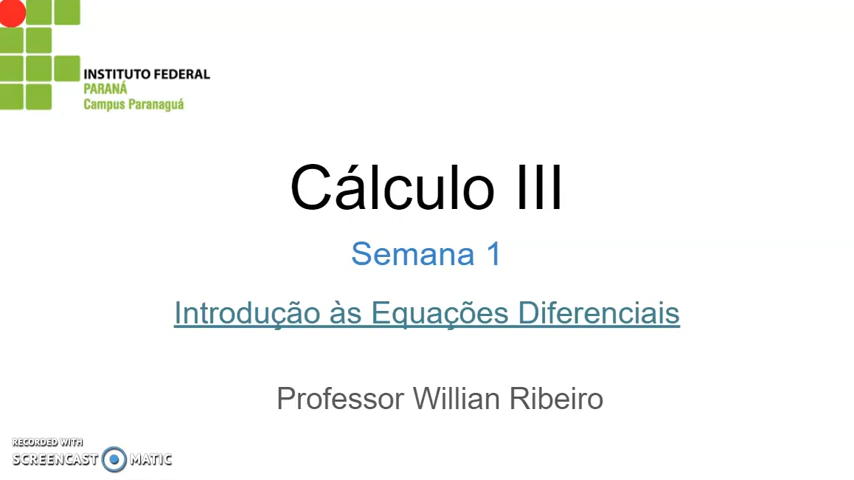 INSTITUTO FEDERAL
PARANÁ
Campus Paranaguá
Cálculo III
Semana 1
Introdução às Equações Diferenciais
Professor Willian Ribeiro
RECORDED WITH
SCREENCAST MATIC